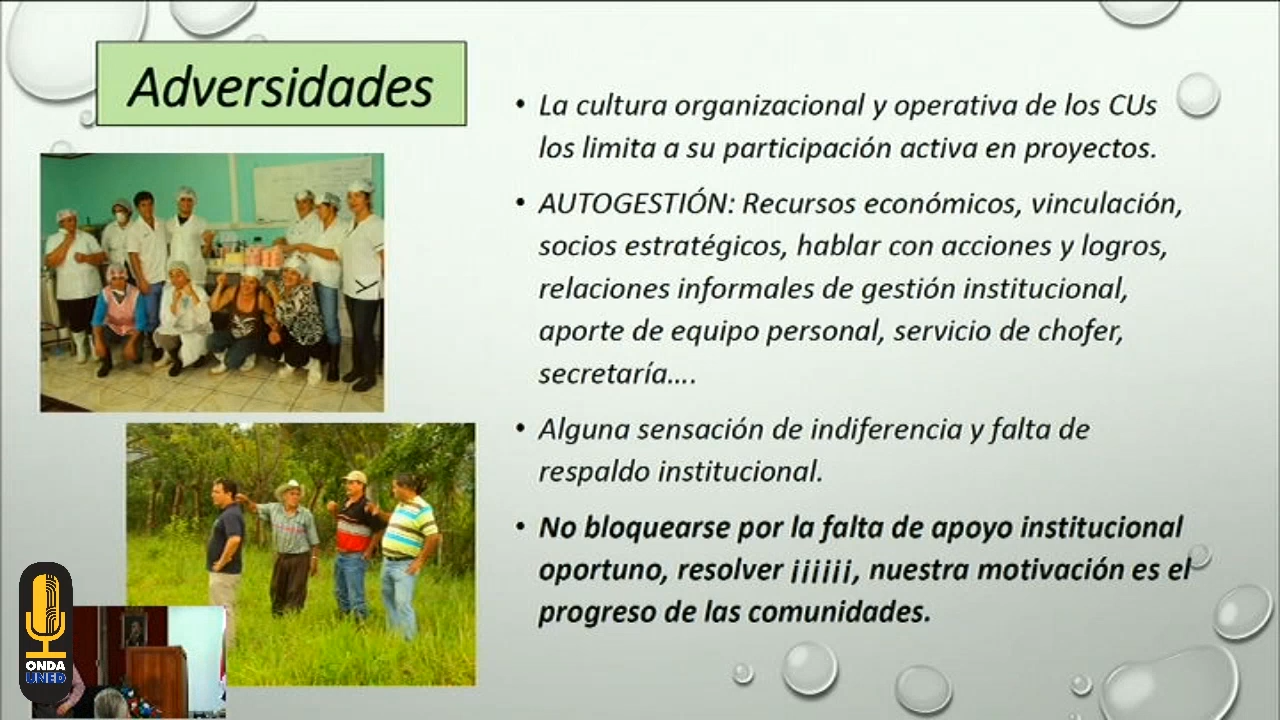 Adversidades
• La cultura organizacional y operativa de los CUs
los limita a su participación activa en proyectos.
• AUTOGESTIÓN: Recursos económicos, vinculación,
socios estratégicos, hablar con acciones y logros,
relaciones informales de gestión institucional,
aporte de equipo personal, servicio de chofer,
secretaría....
• Alguna sensación de indiferencia y falta de
respaldo institucional.
• No bloquearse por la falta de apoyo institucional
oportuno, resolver ¡¡¡¡¡¡, nuestra motivación es el
progreso de las comunidades.
ONDA
UNED